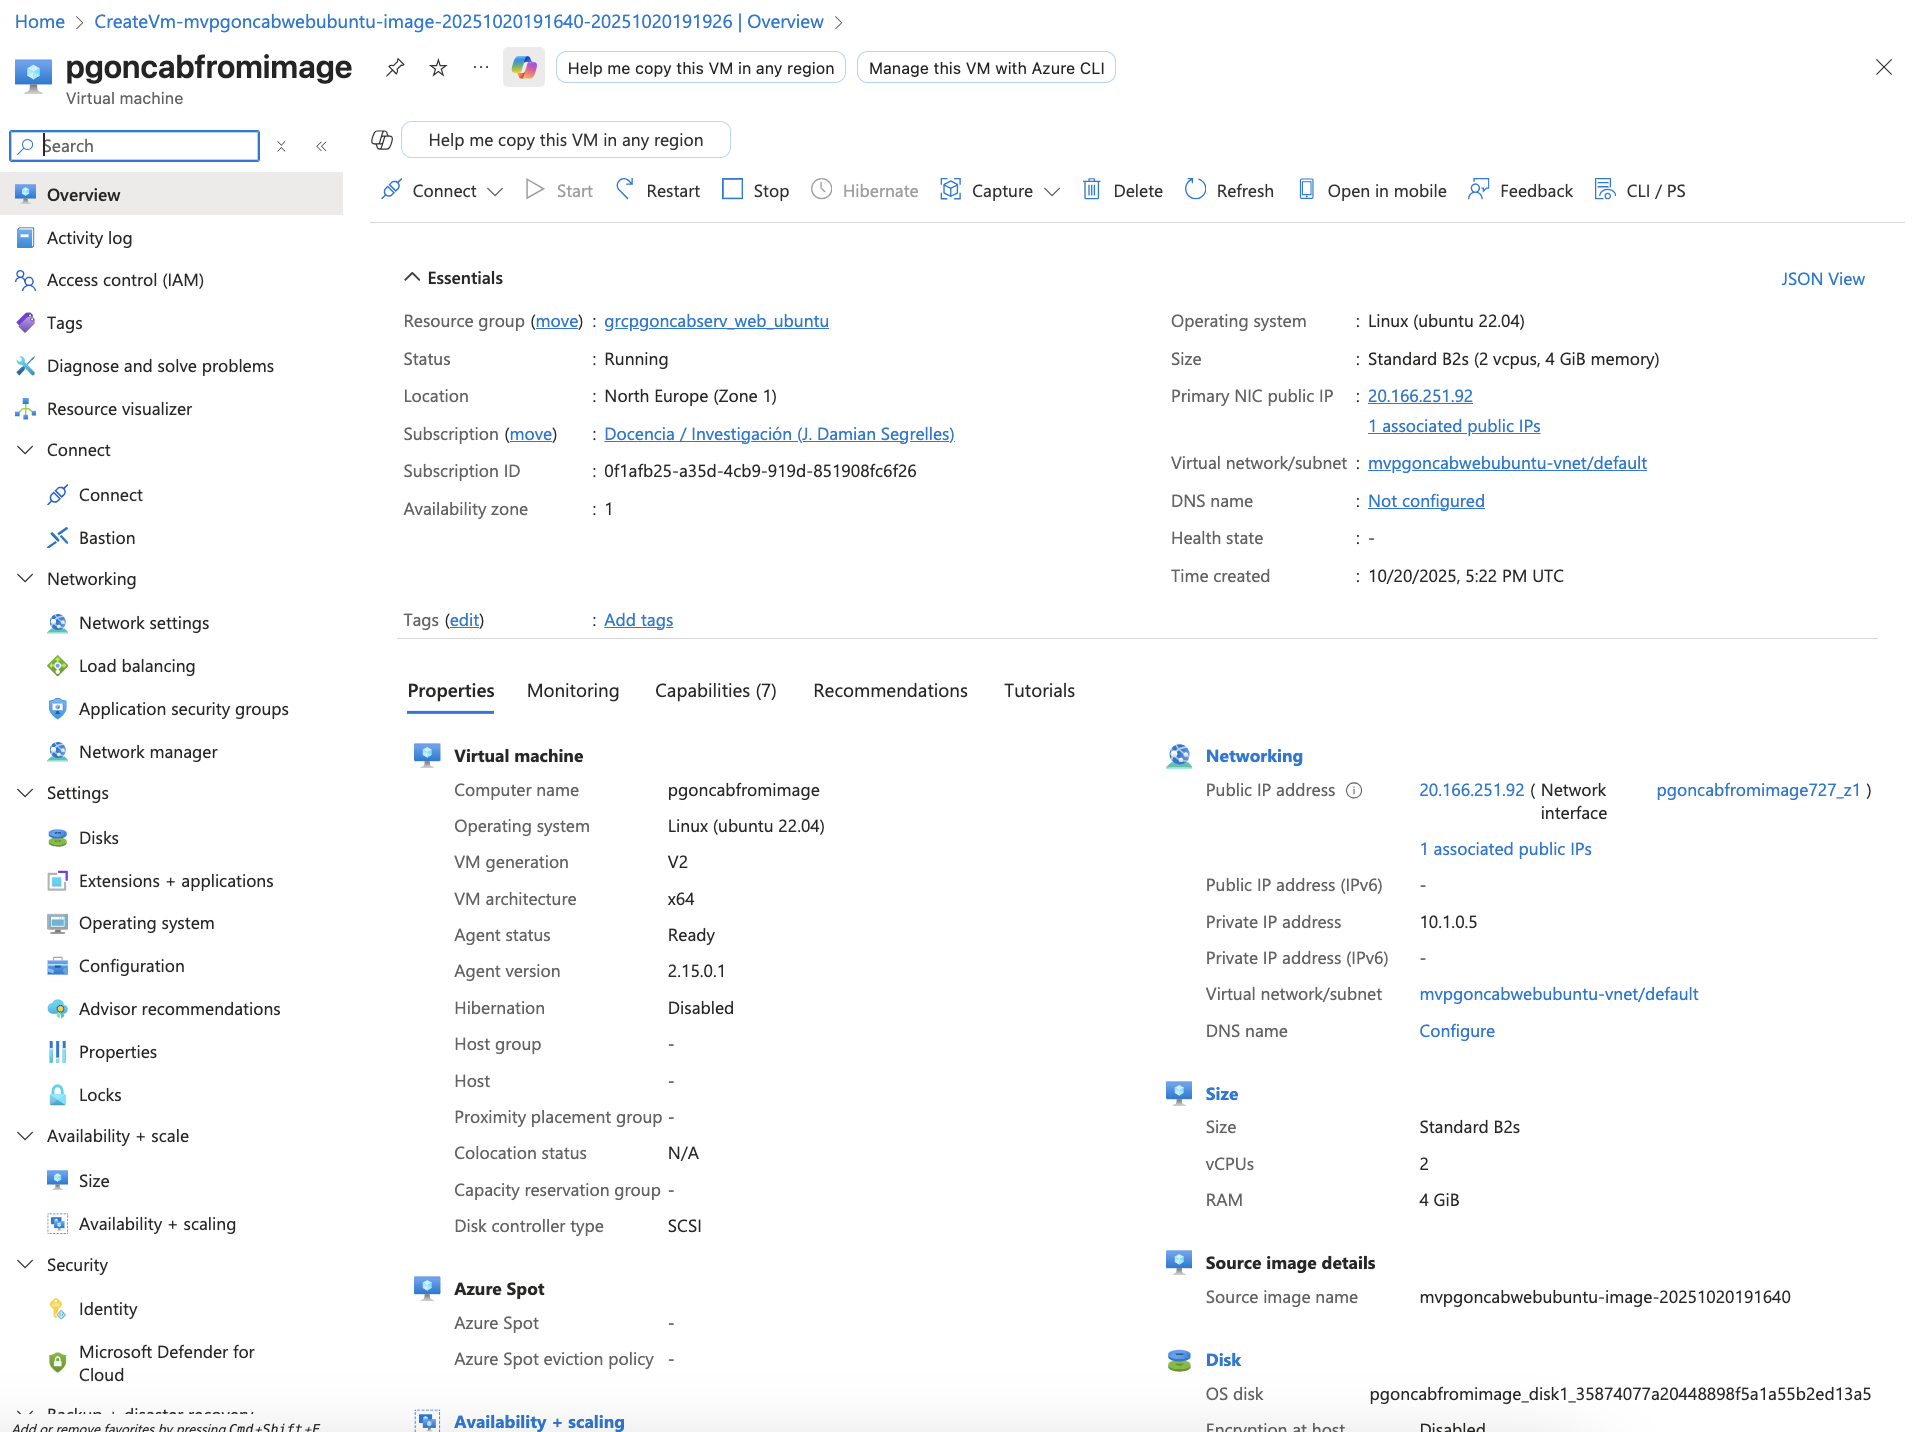 Home > CreateVm-mvpgoncabwebubuntu-image-20251020191640-20251020191926 | Overview >
pgoncabfromimage
Virtual machine
Help me copy this VM in any region
Manage this VM with Azure CLI
Search
Help me copy this VM in any region
Connect
Start
Restart
Stop
Hibernate
Capture
Delete
Refresh
Open in mobile
Feedback
CLI / PS
Overview
Activity log
Access control (IAM)
Tags
Diagnose and solve problems
Resource visualizer
Connect
Connect
Bastion
Networking
Network settings
Load balancing
Application security groups
Network manager
Settings
Disks
Extensions + applications
Operating system
Configuration
Advisor recommendations
Properties
Locks
Availability + scale
Size
Availability + scaling
Security
Identity
Microsoft Defender for
Cloud
Backup + disaster recovery
Add or remove favorites by pressing Cmd+Shift+F
Essentials
JSON View
Resource group (move) : grcpgoncabserv_web_ubuntu
Status : Running
Location : North Europe (Zone 1)
Subscription (move) : Docencia / Investigación (J. Damian Segrelles)
Subscription ID : 0f1afb25-a35d-4cb9-919d-851908fc6f26
Availability zone : 1
Operating system : Linux (ubuntu 22.04)
Size : Standard B2s (2 vcpus, 4 GiB memory)
Primary NIC public IP : 20.166.251.92
1 associated public IPs
Virtual network/subnet : mvpgoncabwebubuntu-vnet/default
DNS name : Not configured
Health state : -
Time created : 10/20/2025, 5:22 PM UTC
Tags (edit) : Add tags
Properties
Monitoring
Capabilities (7)
Recommendations
Tutorials
Virtual machine
Computer name pgoncabfromimage
Operating system Linux (ubuntu 22.04)
VM generation V2
VM architecture x64
Agent status Ready
Agent version 2.15.0.1
Hibernation Disabled
Host group -
Host -
Proximity placement group -
Colocation status N/A
Capacity reservation group -
Disk controller type SCSI
Azure Spot
Azure Spot -
Azure Spot eviction policy -
Availability + scaling
Networking
Public IP address 20.166.251.92 ( Network pgoncabfromimage727_z1 )
interface
1 associated public IPs
Public IP address (IPv6) -
Private IP address 10.1.0.5
Private IP address (IPv6) -
Virtual network/subnet mvpgoncabwebubuntu-vnet/default
DNS name Configure
Size
Size Standard B2s
vCPUs 2
RAM 4 GiB
Source image details
Source image name mvpgoncabwebubuntu-image-20251020191640
Disk
OS disk pgoncabfromimage_disk1_35874077a20448898f5a1a55b2ed13a5
Encryption at host Disabled